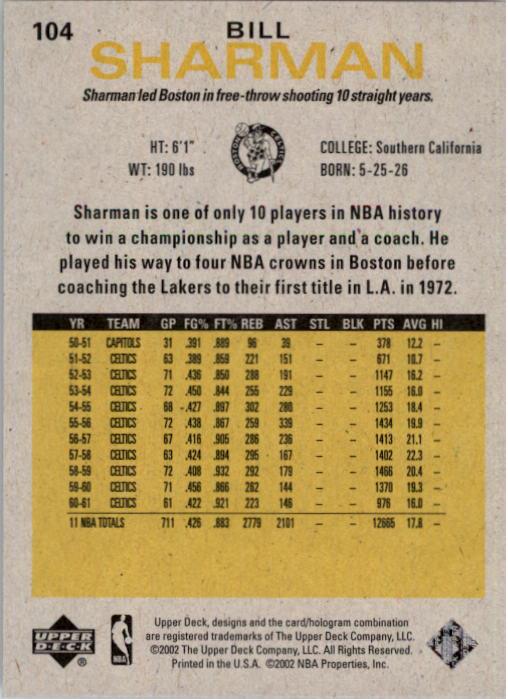 104
BILL
SHARMAN
Sharman led Boston in free-throw shooting 10 straight years.
HT: 6'1" COLLEGE: Southern California
WT: 190 lbs BORN: 5-25-26
BOSTON CELTICS
Sharman is one of only 10 players in NBA history
to win a championship as a player and a coach. He
played his way to four NBA crowns in Boston before
coaching the Lakers to their first title in L.A. in 1972.
YR TEAM GP FG% FT% REB AST STL BLK PTS AVG HI
50-51 CAPITOLS 31 .391 .889 96 39 – – 378 12.2 –
51-52 CELTICS 63 .389 .859 221 151 – – 671 10.7 –
52-53 CELTICS 71 .436 .850 288 191 – – 1147 16.2 –
53-54 CELTICS 72 .450 .844 255 229 – – 1155 16.0 –
54-55 CELTICS 68 .427 .897 302 280 – – 1253 18.4 –
55-56 CELTICS 72 .438 .867 259 339 – – 1434 19.9 –
56-57 CELTICS 67 .416 .905 286 236 – – 1413 21.1 –
57-58 CELTICS 63 .424 .894 295 167 – – 1402 22.3 –
58-59 CELTICS 72 .408 .932 292 179 – – 1466 20.4 –
59-60 CELTICS 71 .456 .866 262 144 – – 1370 19.3 –
60-61 CELTICS 61 .422 .921 223 146 – – 976 16.0 –
11 NBA TOTALS 711 .426 .883 2779 2101 – – 12665 17.8 –
UPPER
DECK
®
NBA
Upper Deck, designs and the card/hologram combination
are registered trademarks of The Upper Deck Company, LLC.
©2002 The Upper Deck Company, LLC. All Rights Reserved.
Printed in the U.S.A. ©2002 NBA Properties, Inc.